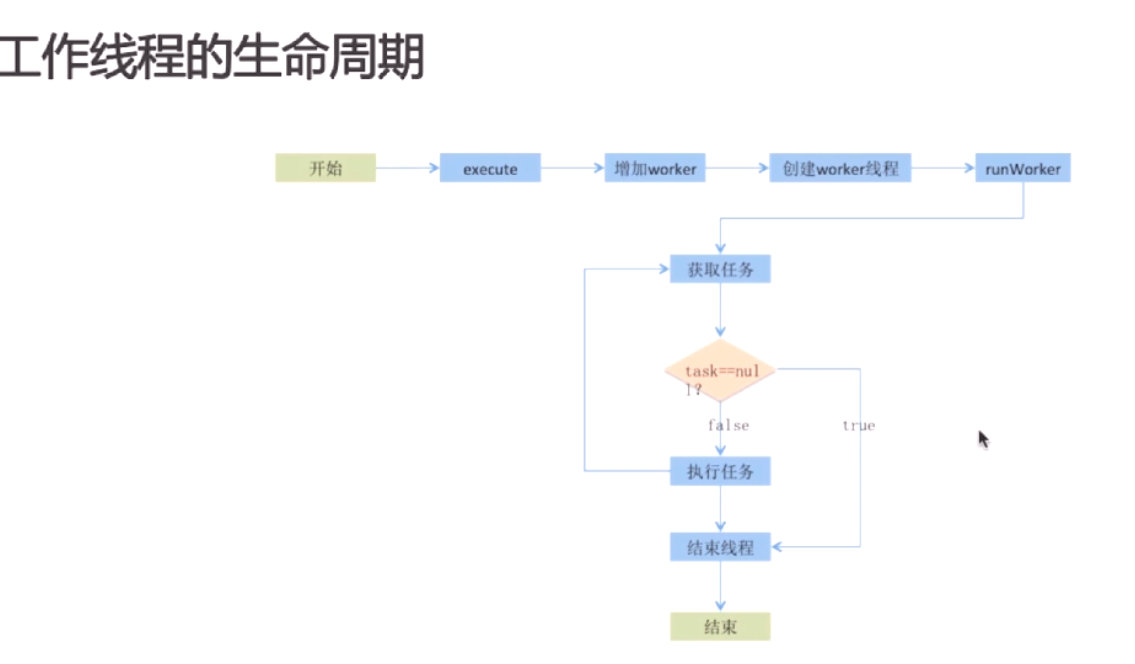 工作线程的生命周期
开始
execute
增加worker
创建worker线程
runWorker
获取任务
task==nul
l?
false
true
执行任务
结束线程
结束